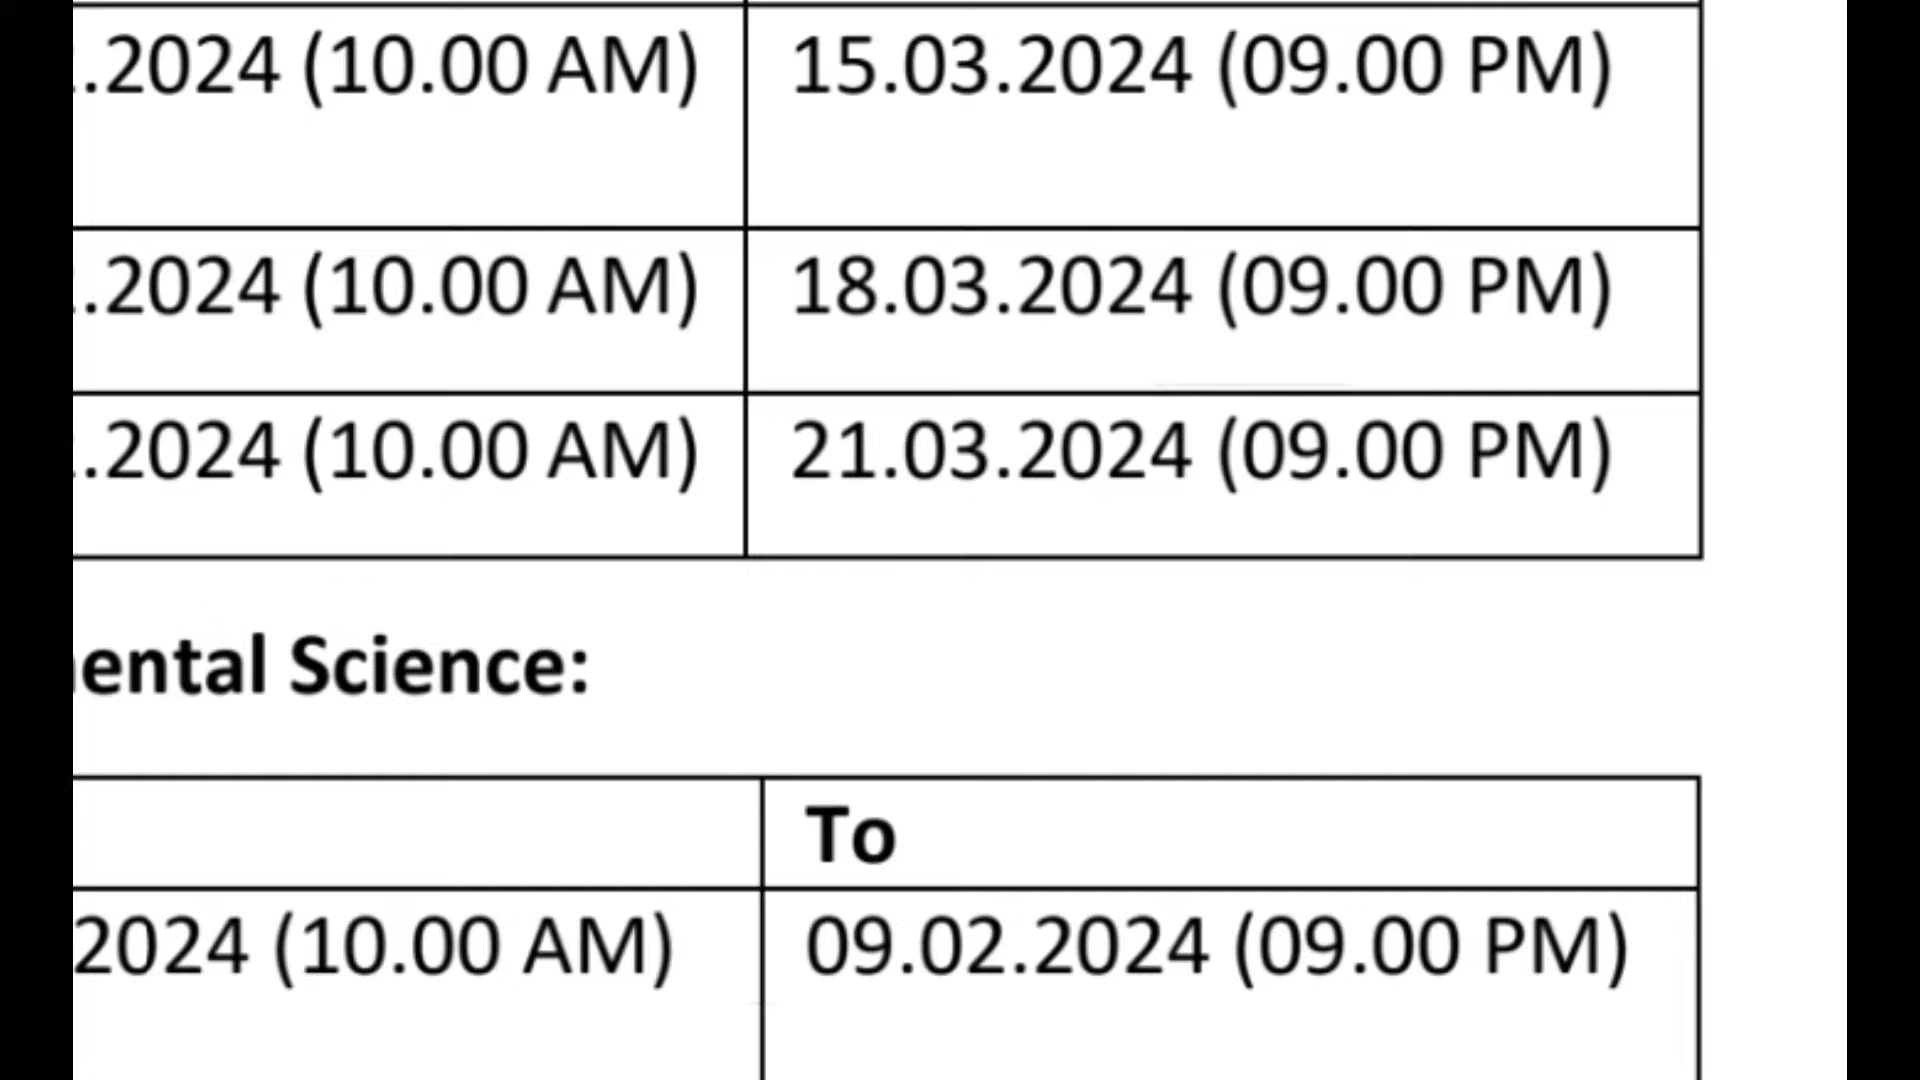 .2024 (10.00 AM) 15.03.2024 (09.00 PM)
.2024 (10.00 AM) 18.03.2024 (09.00 PM)
.2024 (10.00 AM) 21.03.2024 (09.00 PM)
ental Science:
To
2024 (10.00 AM) 09.02.2024 (09.00 PM)